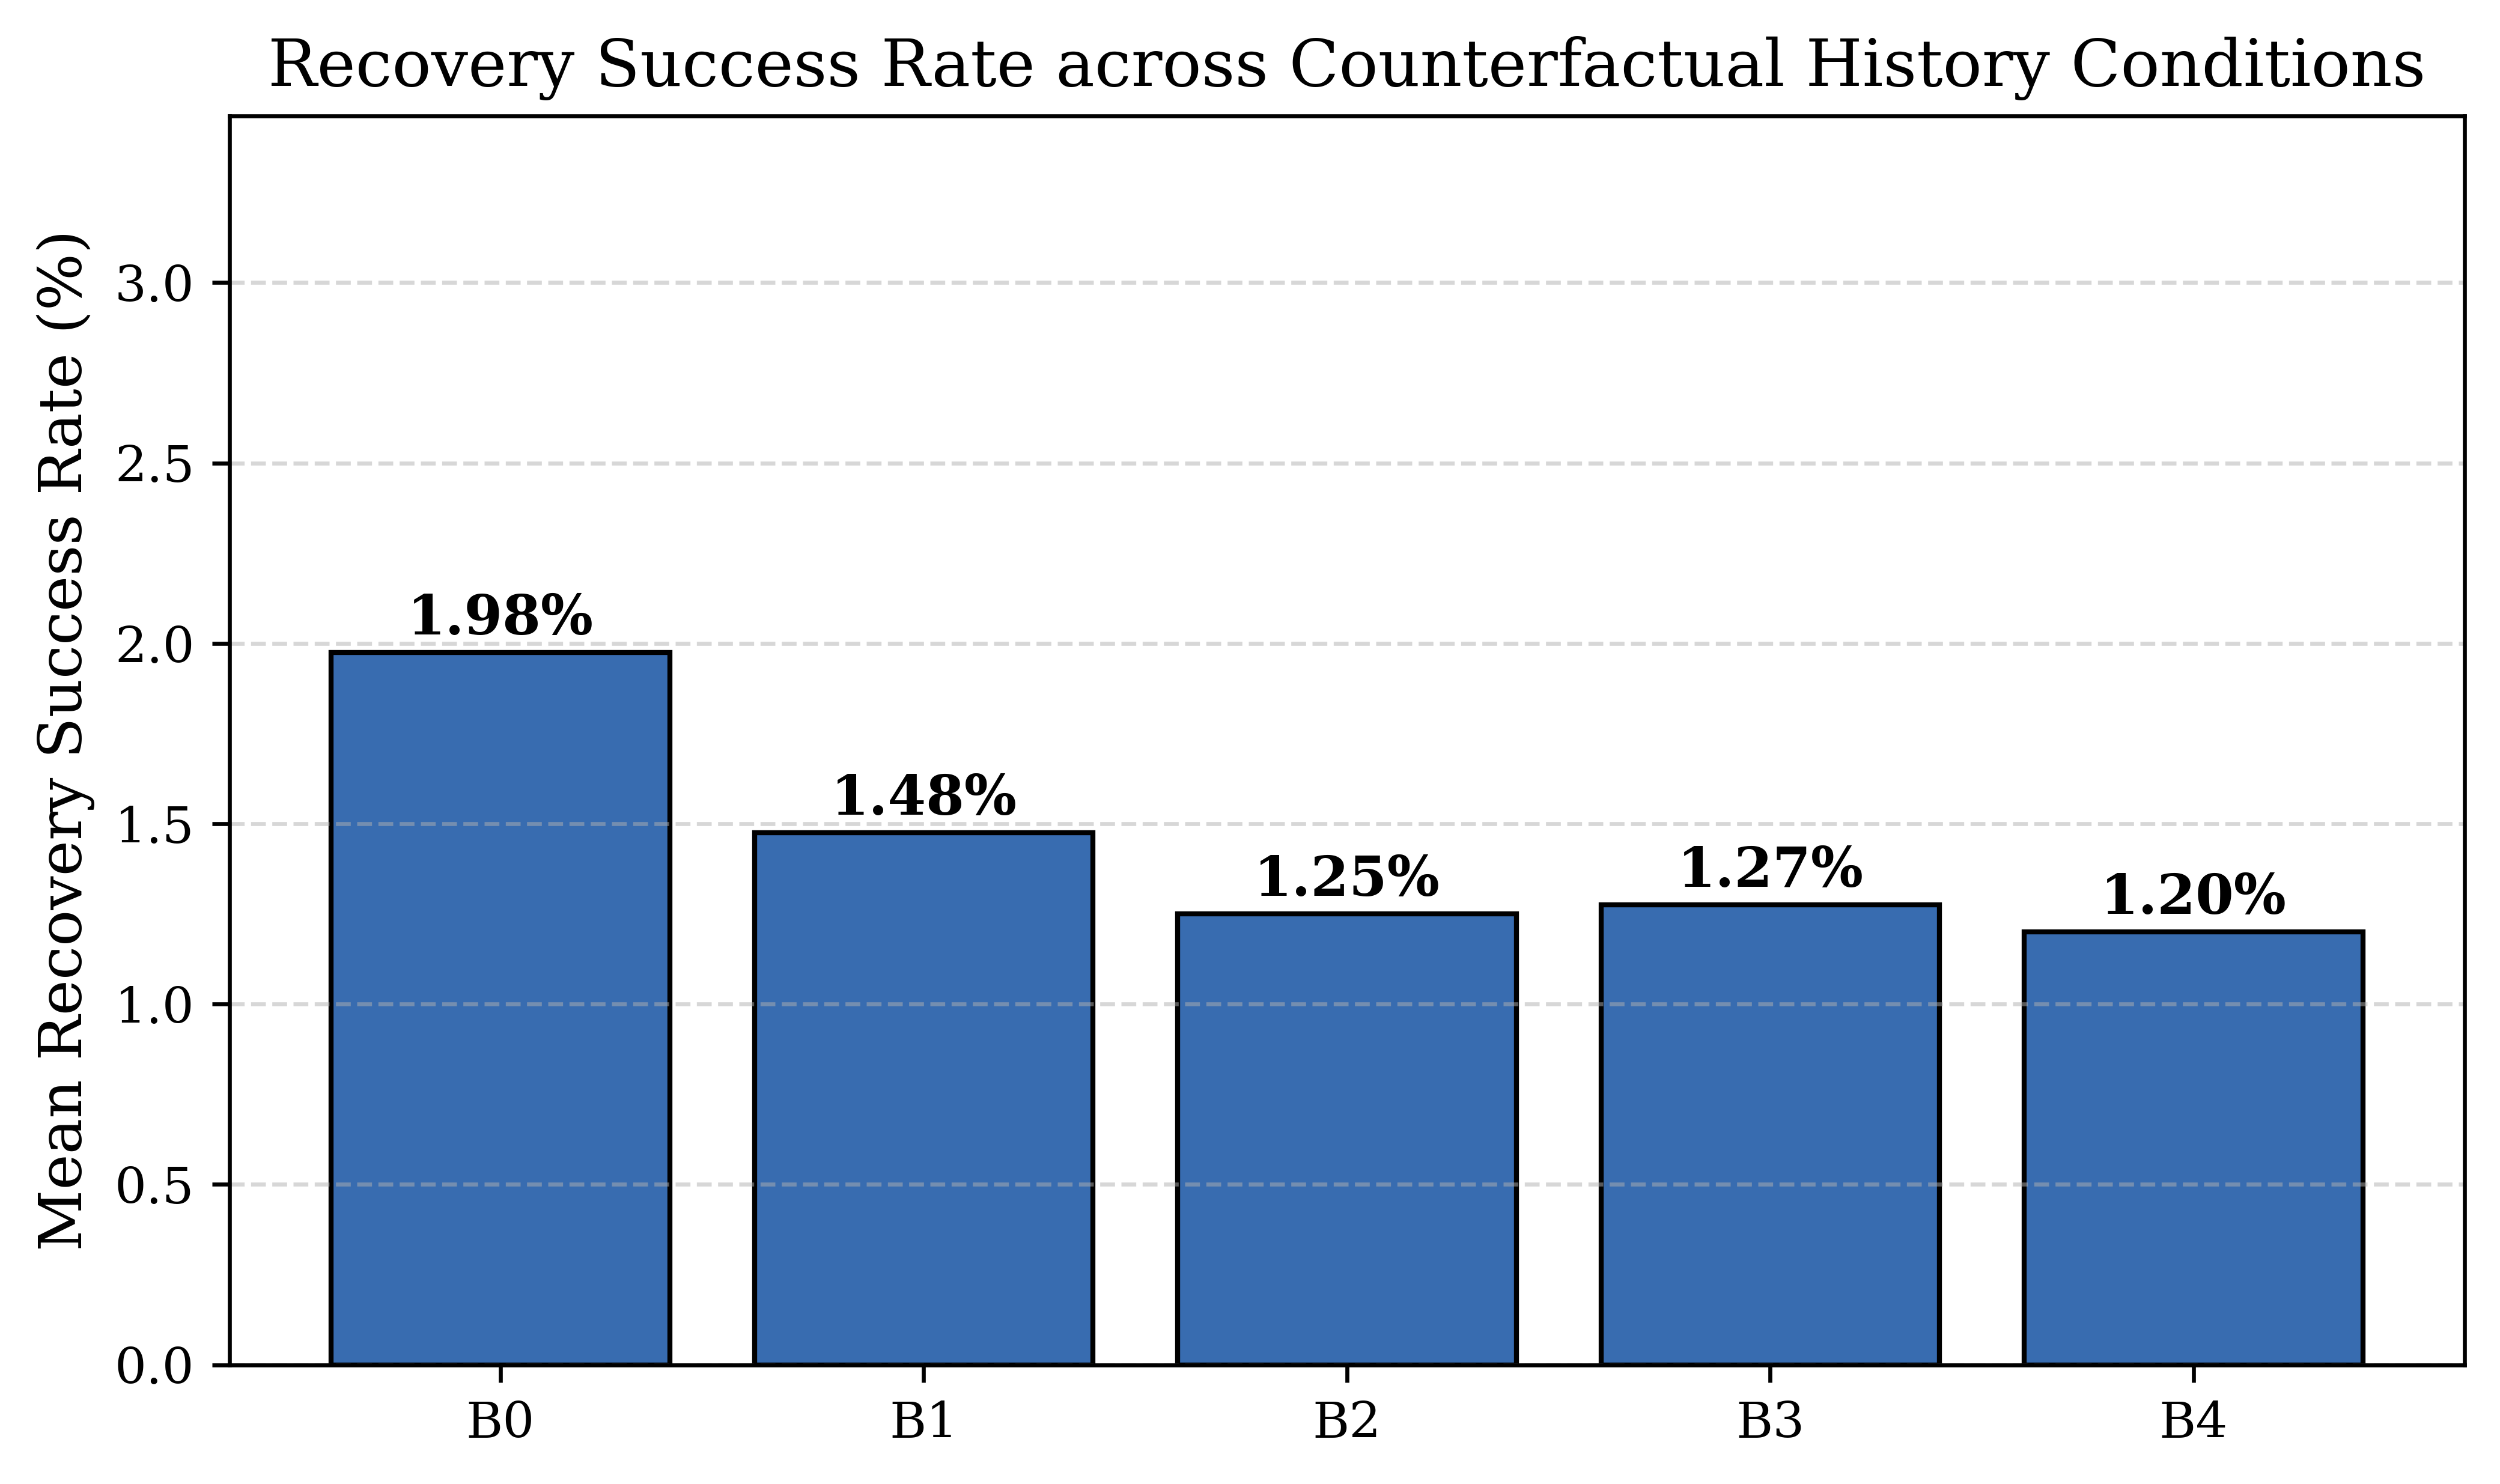 Recovery Success Rate across Counterfactual History Conditions
Mean Recovery Success Rate (%)
3.0
2.5
2.0
1.5
1.0
0.5
0.0
1.98%
1.48%
1.25%
1.27%
1.20%
B0
B1
B2
B3
B4